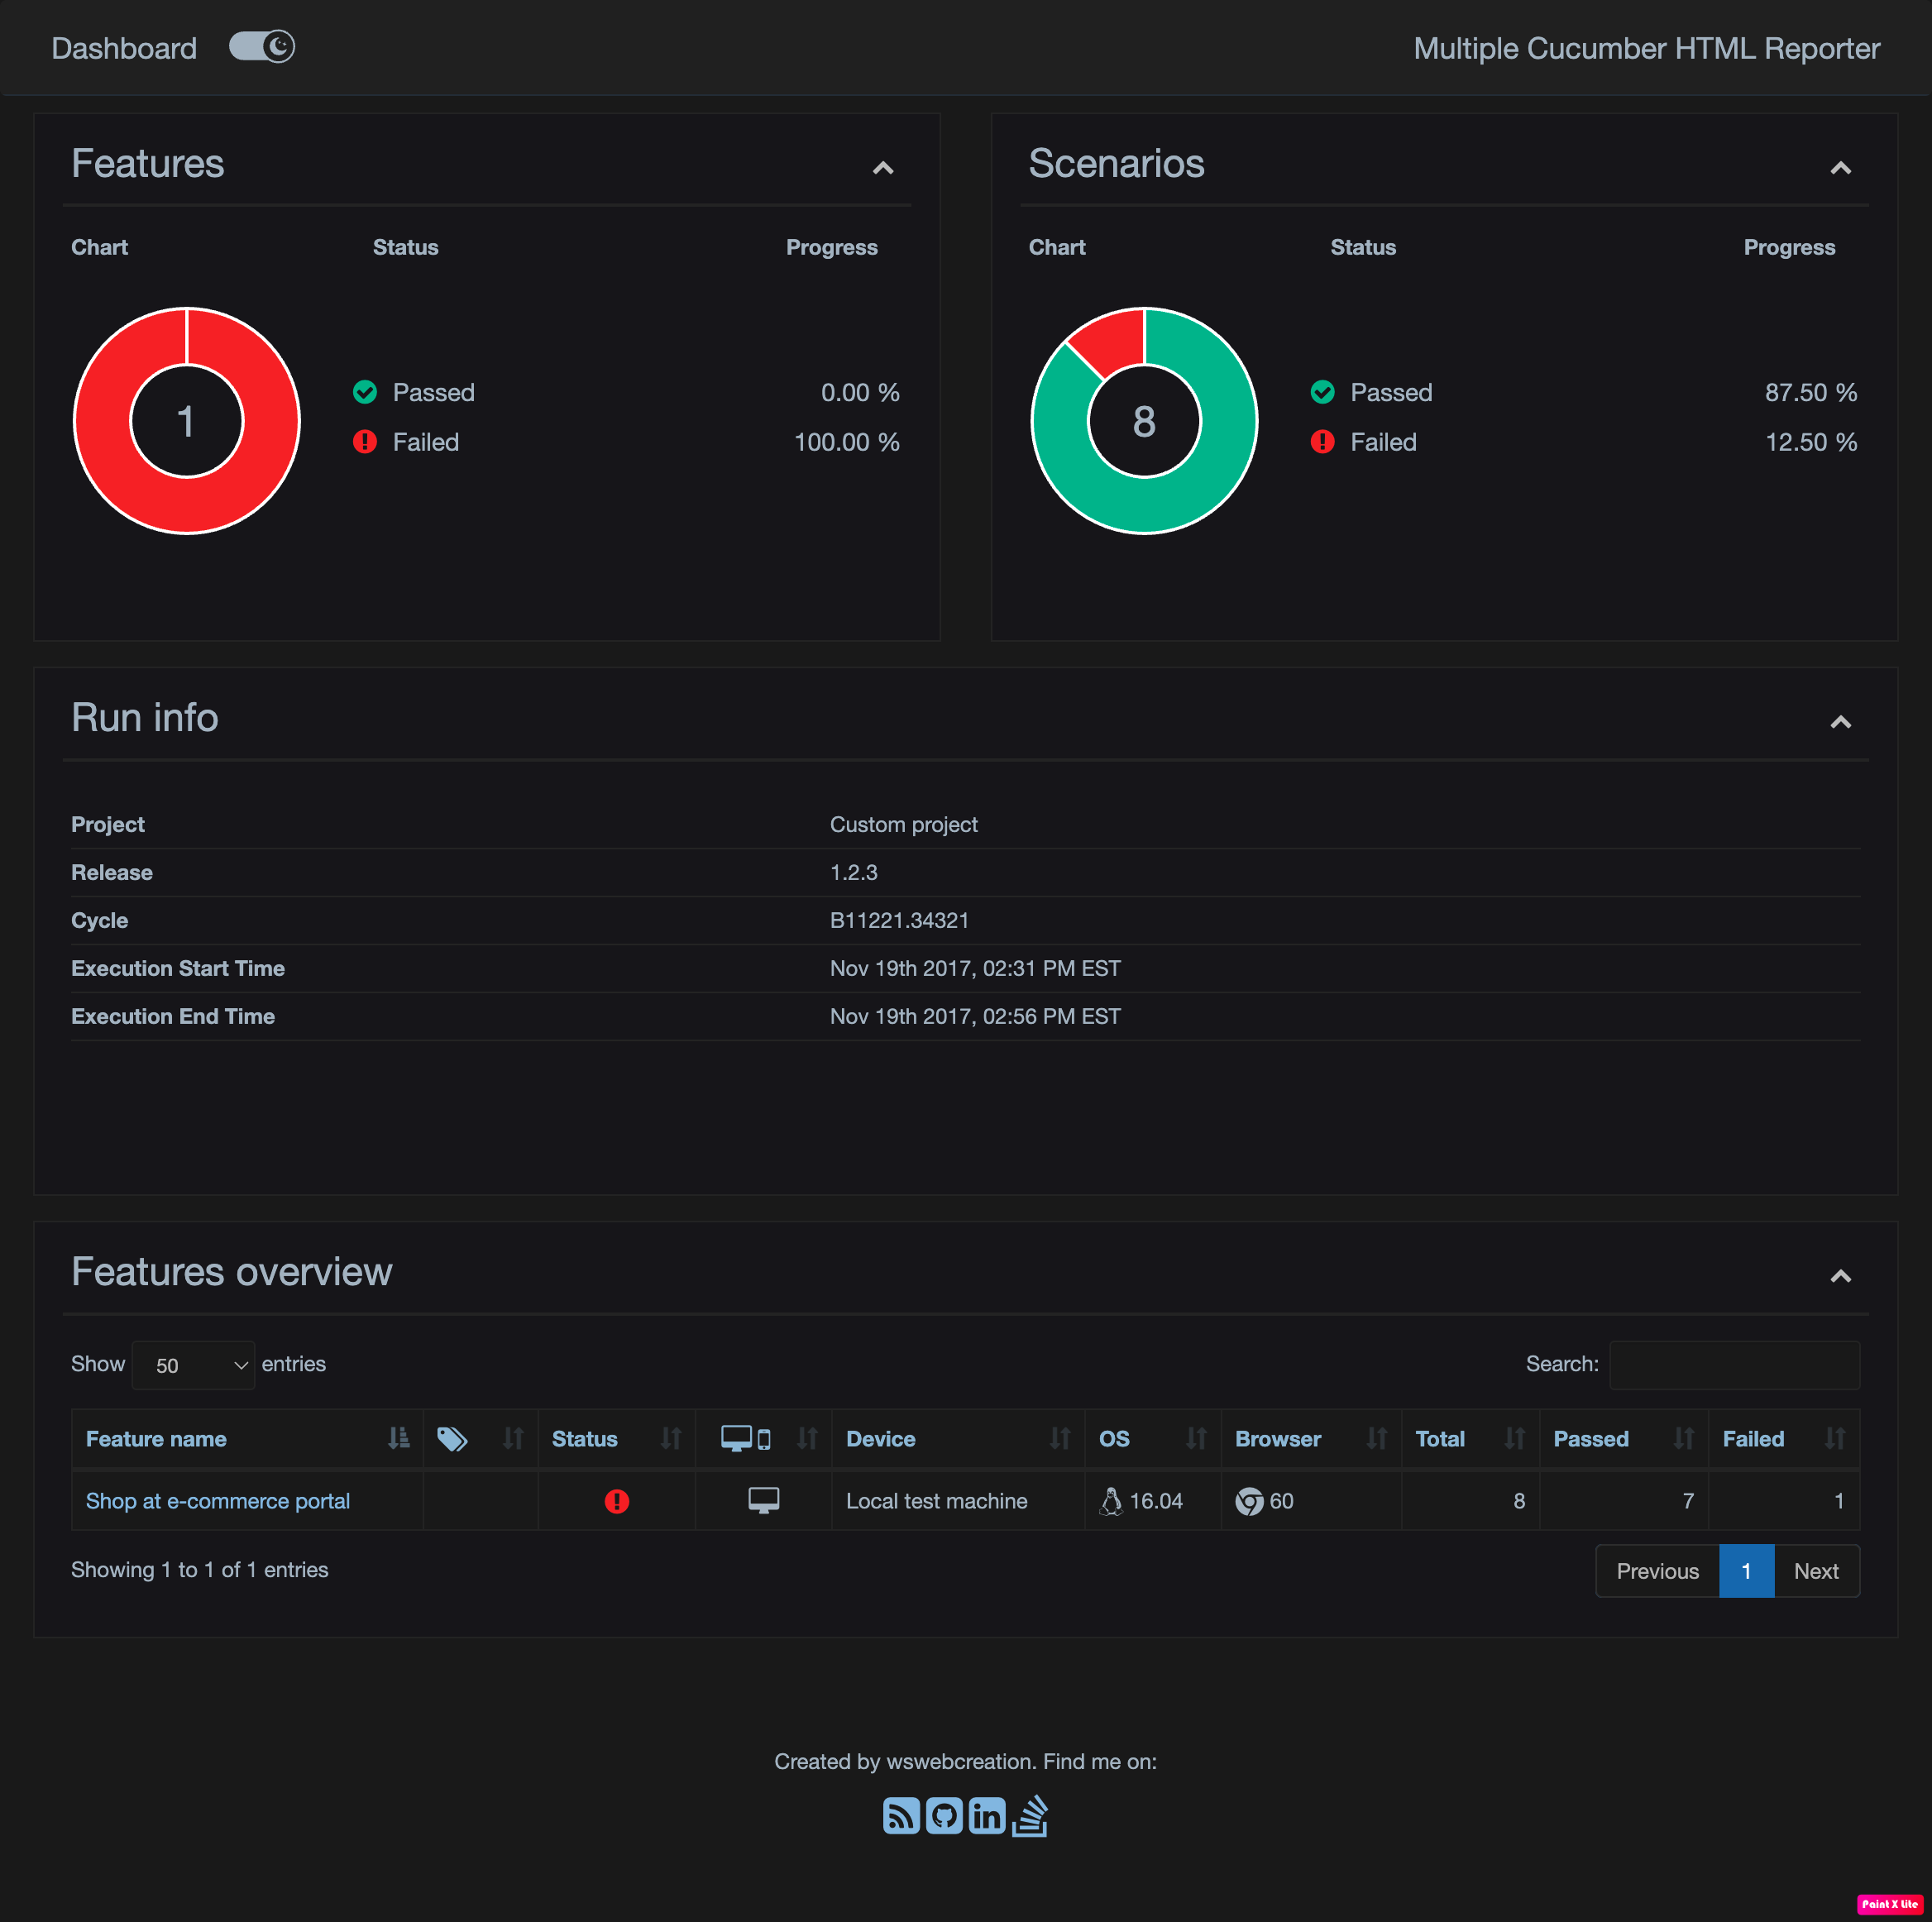 Dashboard
Multiple Cucumber HTML Reporter
Features
Chart Status Progress
1
Passed 0.00 %
Failed 100.00 %
Scenarios
Chart Status Progress
8
Passed 87.50 %
Failed 12.50 %
Run info
Project Custom project
Release 1.2.3
Cycle B11221.34321
Execution Start Time Nov 19th 2017, 02:31 PM EST
Execution End Time Nov 19th 2017, 02:56 PM EST
Features overview
Show 50 entries
Search:
Feature name Status Device OS Browser Total Passed Failed
Shop at e-commerce portal Local test machine 16.04 60 8 7 1
Showing 1 to 1 of 1 entries
Previous 1 Next
Created by wswebcreation. Find me on:
in
Paint X Lite